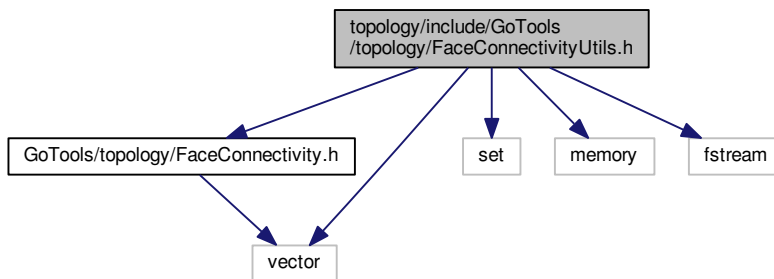 topology/include/GoTools
/topology/FaceConnectivityUtils.h
GoTools/topology/FaceConnectivity.h
set
memory
fstream
vector